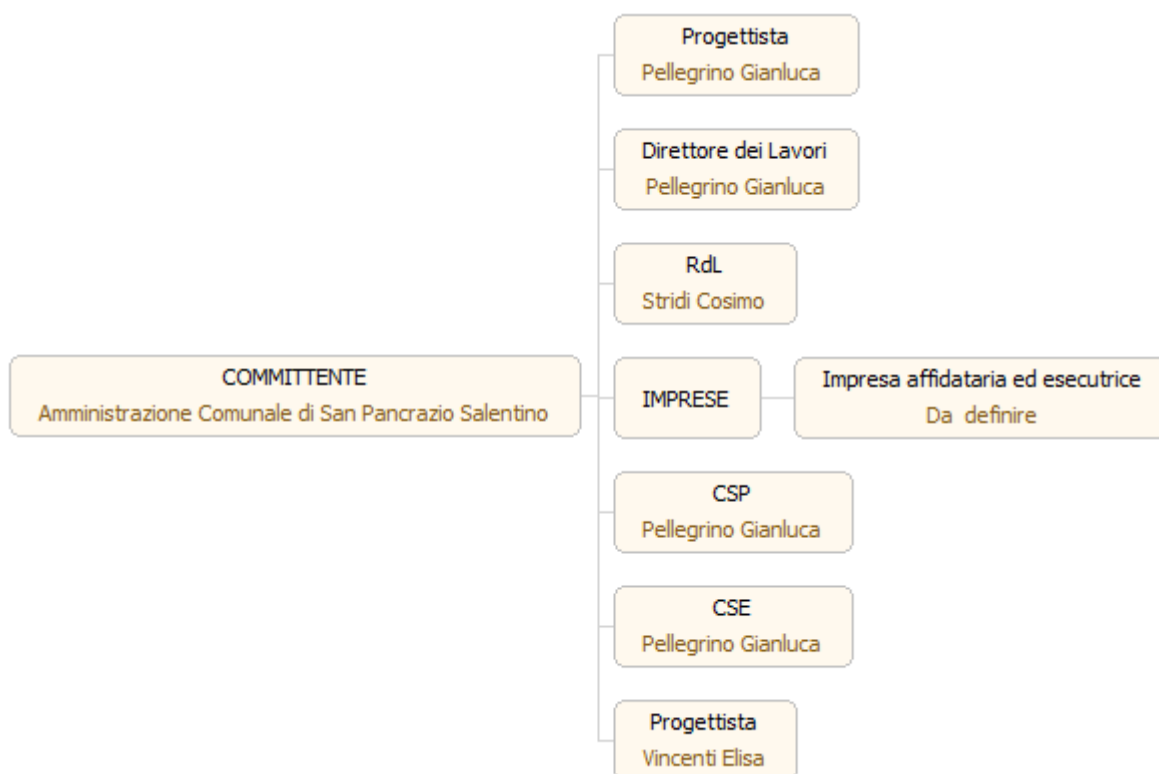 Progettista
Pellegrino Gianluca
Direttore dei Lavori
Pellegrino Gianluca
RdL
Stridi Cosimo
COMMITTENTE
Amministrazione Comunale di San Pancrazio Salentino
IMPRESE
Impresa affidataria ed esecutrice
Da definire
CSP
Pellegrino Gianluca
CSE
Pellegrino Gianluca
Progettista
Vincenti Elisa